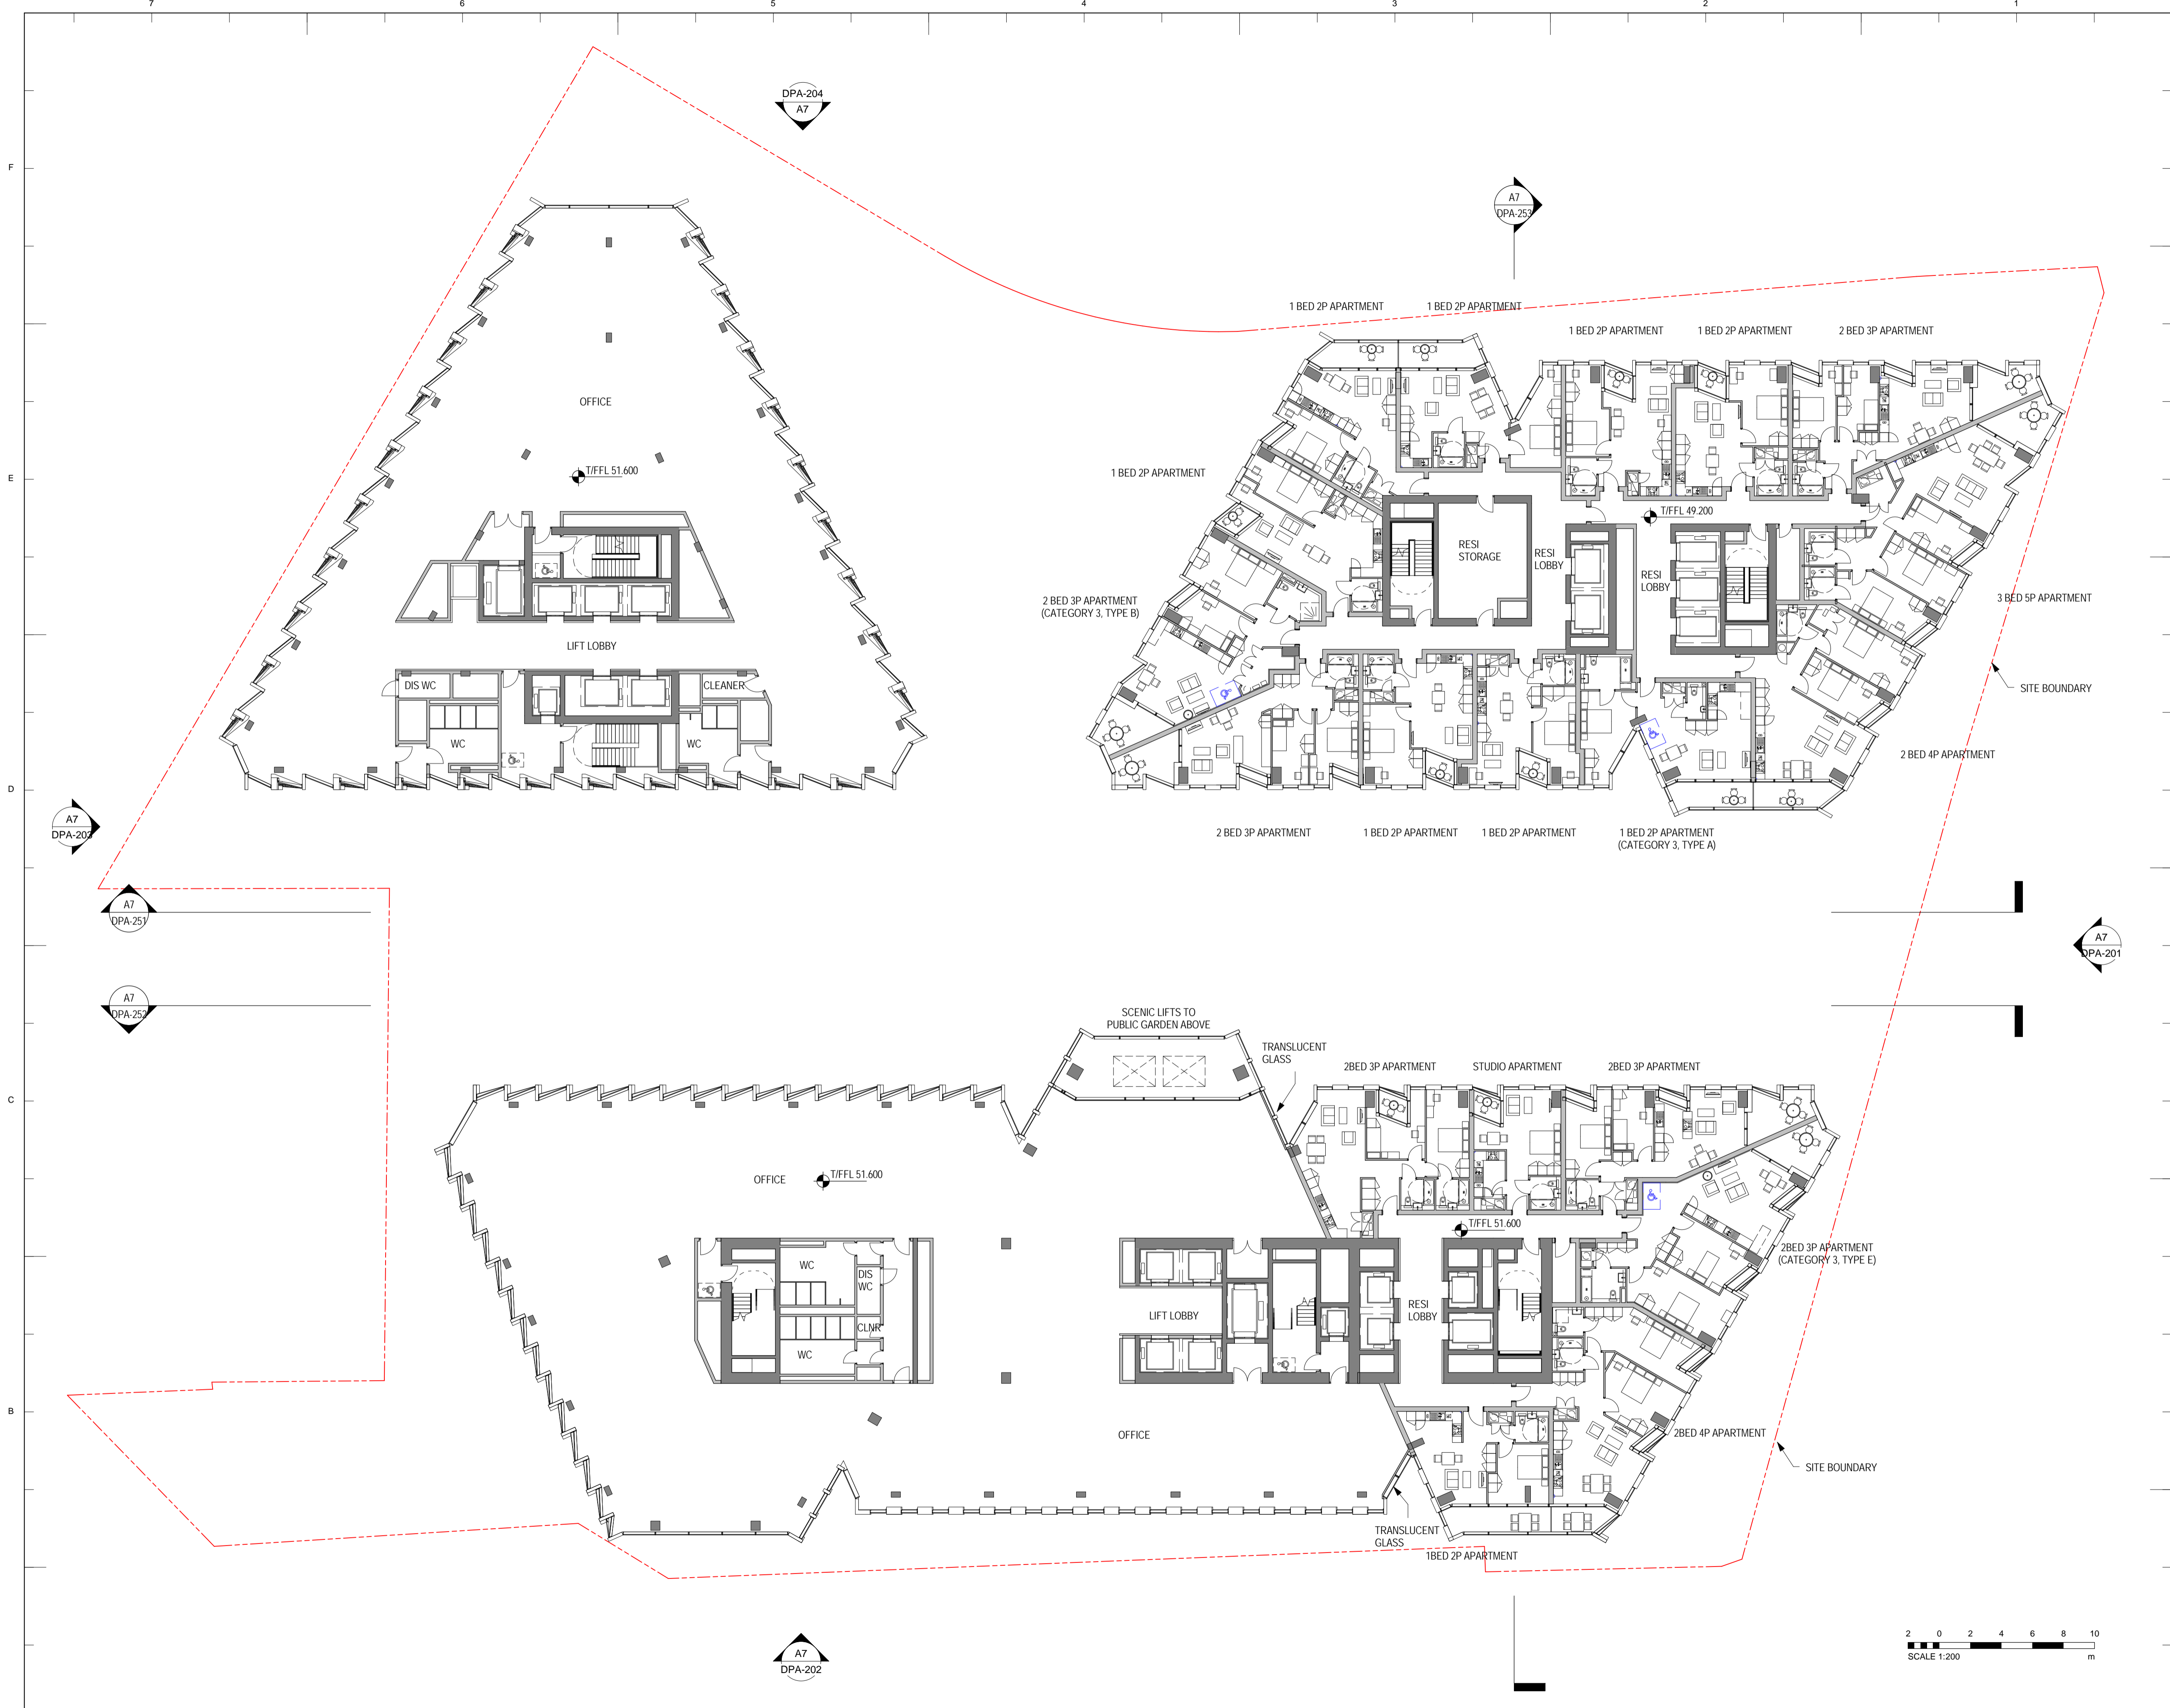 7 6 5 4 3 2 1
DPA-204
A7
F
A7
DPA-253
1 BED 2P APARTMENT
1 BED 2P APARTMENT
1 BED 2P APARTMENT
1 BED 2P APARTMENT
2 BED 3P APARTMENT
OFFICE
T/FFL 51.600
E
1 BED 2P APARTMENT
T/FFL 49.200
RESI
STORAGE
RESI
LOBBY
RESI
LOBBY
2 BED 3P APARTMENT
(CATEGORY 3, TYPE B)
3 BED 5P APARTMENT
LIFT LOBBY
DIS WC
CLEANER
SITE BOUNDARY
WC
WC
2 BED 4P APARTMENT
D
A7
DPA-203
2 BED 3P APARTMENT
1 BED 2P APARTMENT
1 BED 2P APARTMENT
1 BED 2P APARTMENT
(CATEGORY 3, TYPE A)
A7
DPA-251
A7
DPA-201
A7
DPA-252
SCENIC LIFTS TO
PUBLIC GARDEN ABOVE
TRANSLUCENT
GLASS
2BED 3P APARTMENT
STUDIO APARTMENT
2BED 3P APARTMENT
C
OFFICE
T/FFL 51.600
T/FFL 51.600
2BED 3P APARTMENT
(CATEGORY 3, TYPE E)
WC
DIS
WC
LIFT LOBBY
RESI
LOBBY
CLNR
WC
B
OFFICE
2BED 4P APARTMENT
SITE BOUNDARY
TRANSLUCENT
GLASS
1BED 2P APARTMENT
A7
DPA-202
2 0 2 4 6 8 10
SCALE 1:200 m